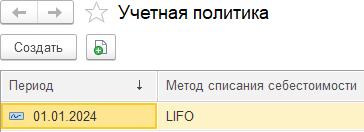 Учетная политика
Создать
Период ↓ Метод списания себестоимости
01.01.2024 LIFO